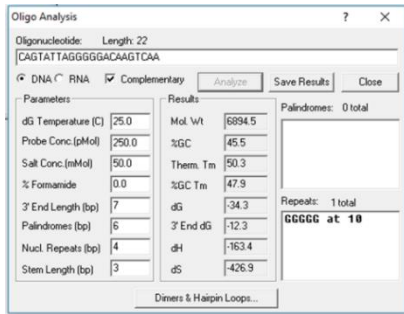 Oligo Analysis ? ×
Oligonucleotide: Length: 22
CAGTATTAGGGGGACAAGTCAA
DNA RNA Complementary Analyze Save Results Close
Parameters
dG Temperature (C) 25.0
Probe Conc.(pMol) 250.0
Salt Conc.(mMol) 50.0
% Formamide 0.0
3' End Length (bp) 7
Palindromes (bp) 6
Nucl. Repeats (bp) 4
Stem Length (bp) 3
Results
Mol. Wt 6894.5
%GC 45.5
Therm. Tm 50.3
%GC Tm 47.9
dG -34.3
3' End dG -12.3
dH -163.4
dS -426.9
Palindromes: 0 total
Repeats: 1 total
GGGGG at 10
Dimers & Hairpin Loops...